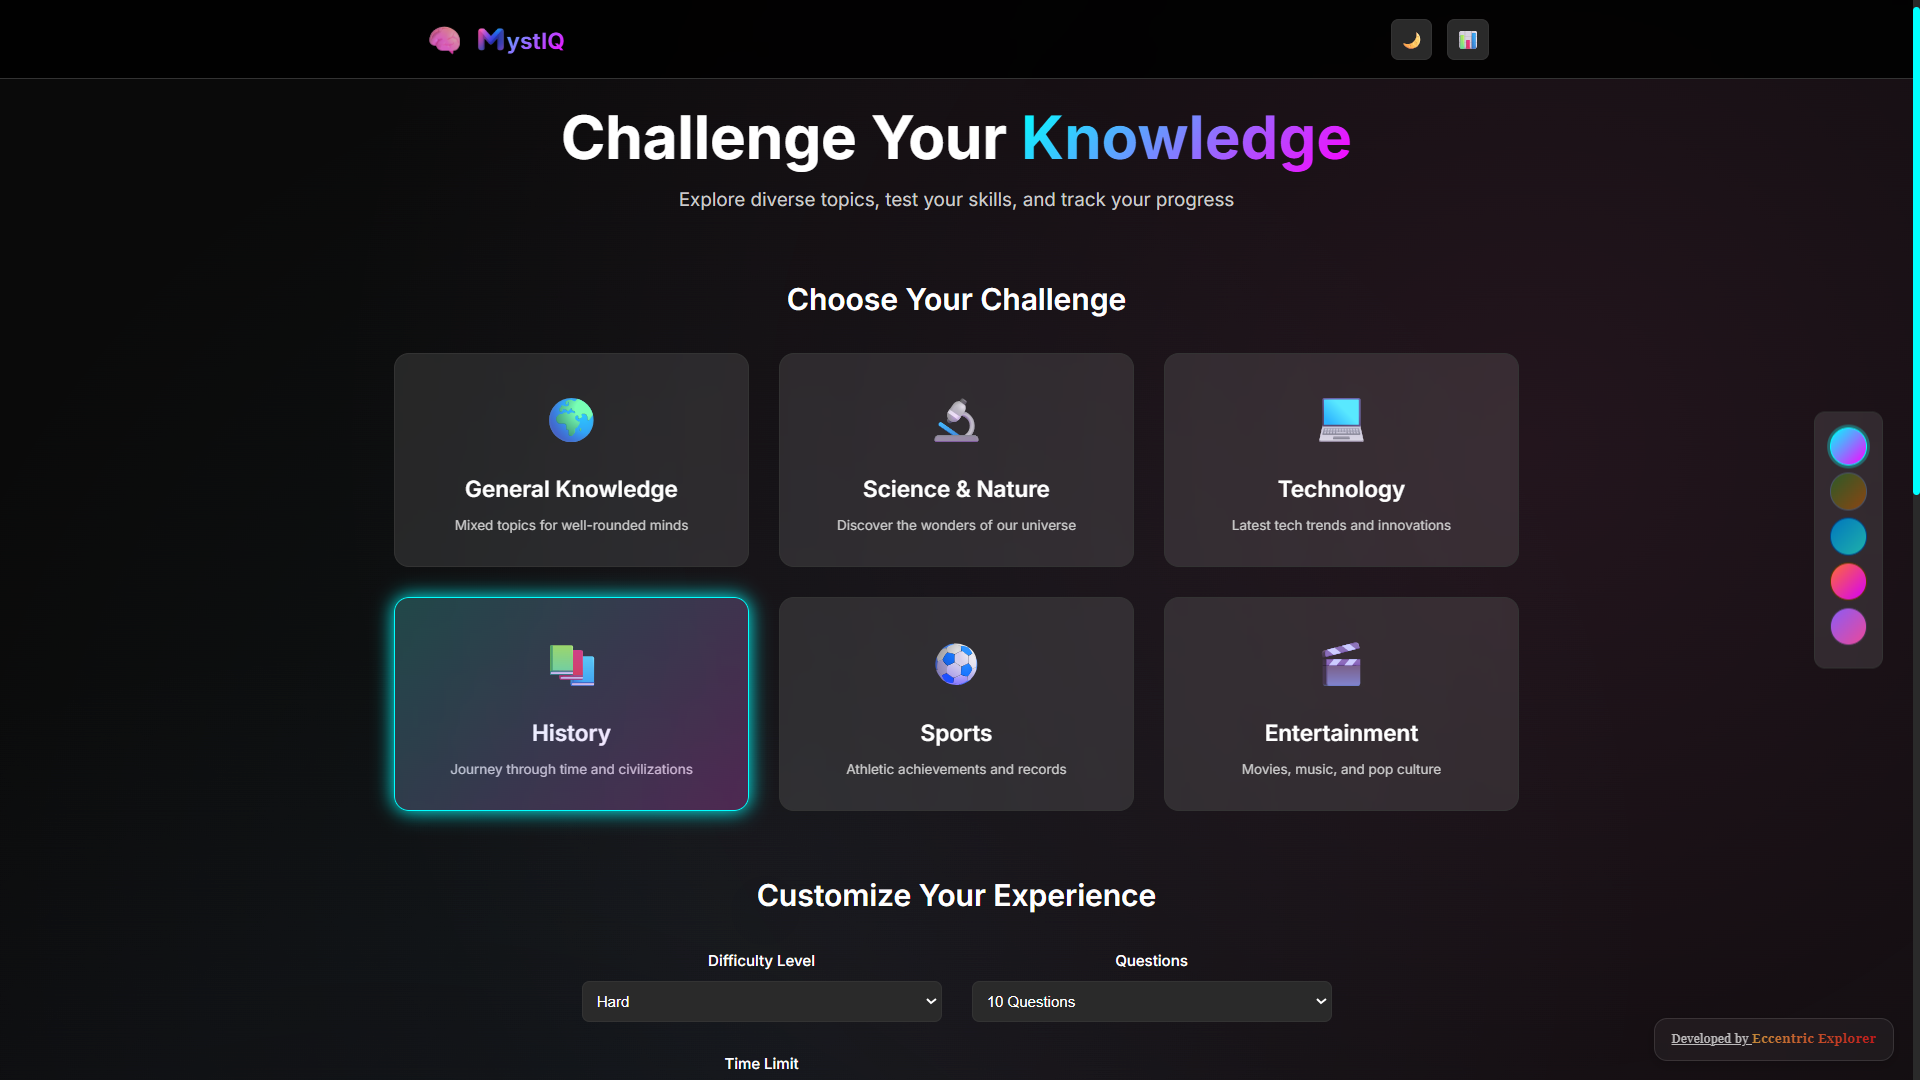 MystIQ
Challenge Your Knowledge
Explore diverse topics, test your skills, and track your progress
Choose Your Challenge
General Knowledge
Mixed topics for well-rounded minds
Science & Nature
Discover the wonders of our universe
Technology
Latest tech trends and innovations
History
Journey through time and civilizations
Sports
Athletic achievements and records
Entertainment
Movies, music, and pop culture
Customize Your Experience
Difficulty Level
Hard
Questions
10 Questions
Time Limit
Developed by Eccentric Explorer